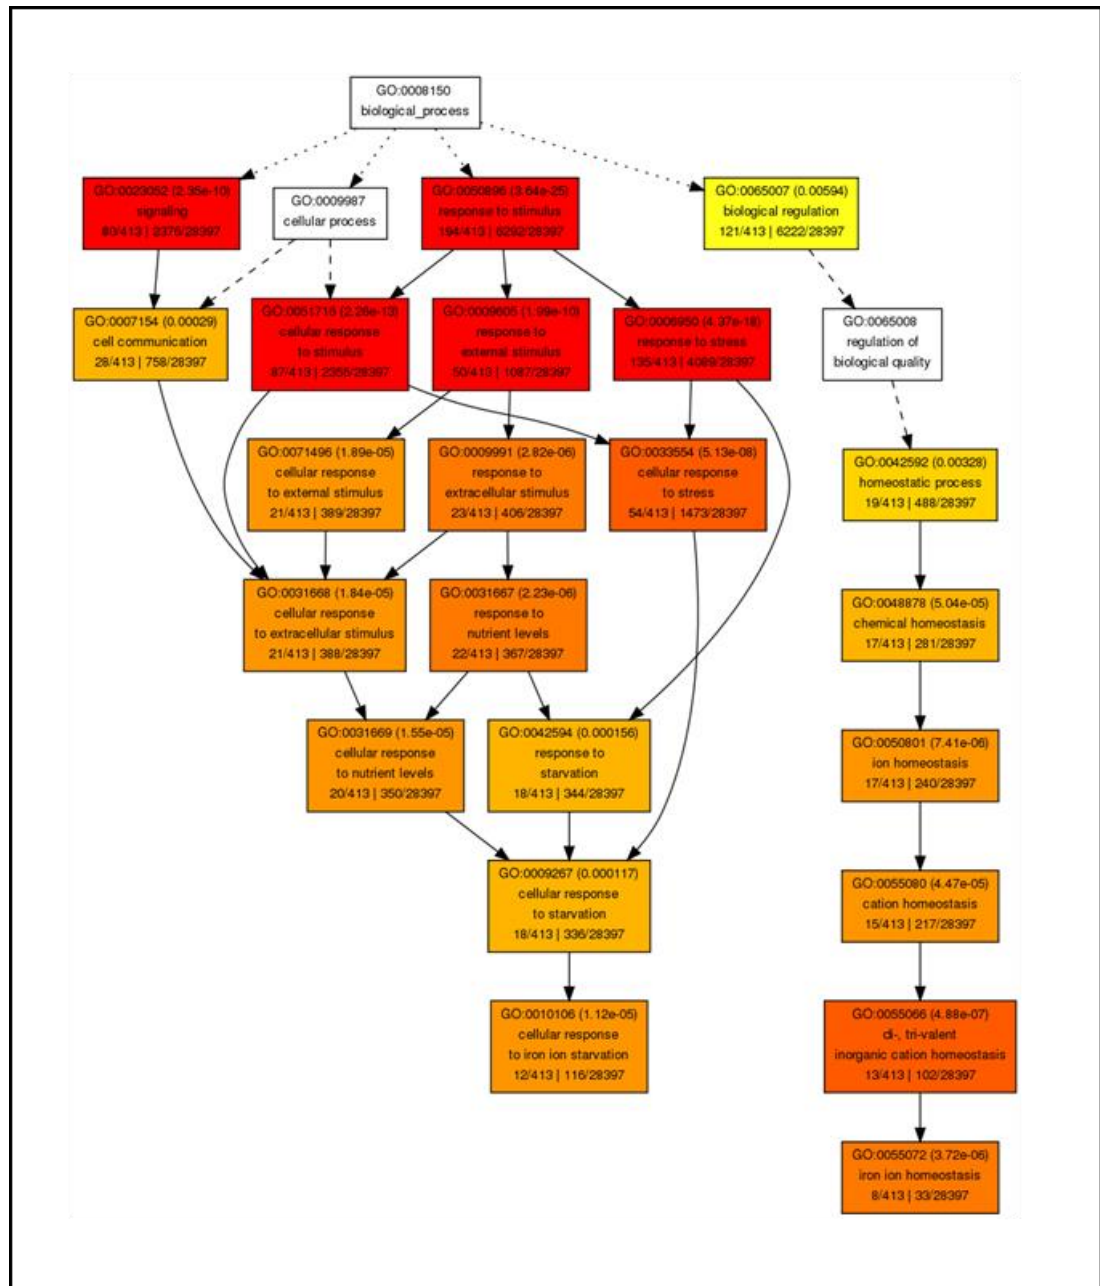 GO:0008150
biological_process
GO:0023052 (2.35e-10)
signaling
80/413 | 2376/28397
GO:0009987
cellular process
GO:0050896 (3.64e-25)
response to stimulus
194/413 | 6292/28397
GO:0065007 (0.00594)
biological regulation
121/413 | 6222/28397
GO:0007154 (0.00029)
cell communication
28/413 | 758/28397
GO:0051716 (2.26e-13)
cellular response
to stimulus
87/413 | 2355/28397
GO:0009605 (1.99e-10)
response to
external stimulus
50/413 | 1087/28397
GO:0006950 (4.37e-18)
response to stress
135/413 | 4089/28397
GO:0065008
regulation of
biological quality
GO:0071496 (1.89e-05)
cellular response
to external stimulus
21/413 | 389/28397
GO:0009991 (2.82e-06)
response to
extracellular stimulus
23/413 | 406/28397
GO:0033554 (5.13e-08)
cellular response
to stress
54/413 | 1473/28397
GO:0042592 (0.00328)
homeostatic process
19/413 | 488/28397
GO:0031668 (1.84e-05)
cellular response
to extracellular stimulus
21/413 | 388/28397
GO:0031667 (2.23e-06)
response to
nutrient levels
22/413 | 367/28397
GO:0048878 (5.04e-05)
chemical homeostasis
17/413 | 281/28397
GO:0031669 (1.55e-05)
cellular response
to nutrient levels
20/413 | 350/28397
GO:0042594 (0.000156)
response to
starvation
18/413 | 344/28397
GO:0050801 (7.41e-06)
ion homeostasis
17/413 | 240/28397
GO:0009267 (0.000117)
cellular response
to starvation
18/413 | 336/28397
GO:0055080 (4.47e-05)
cation homeostasis
15/413 | 217/28397
GO:0010106 (1.12e-05)
cellular response
to iron ion starvation
12/413 | 116/28397
GO:0055066 (4.88e-07)
di-, tri-valent
inorganic cation homeostasis
13/413 | 102/28397
GO:0055072 (3.72e-06)
iron ion homeostasis
8/413 | 33/28397